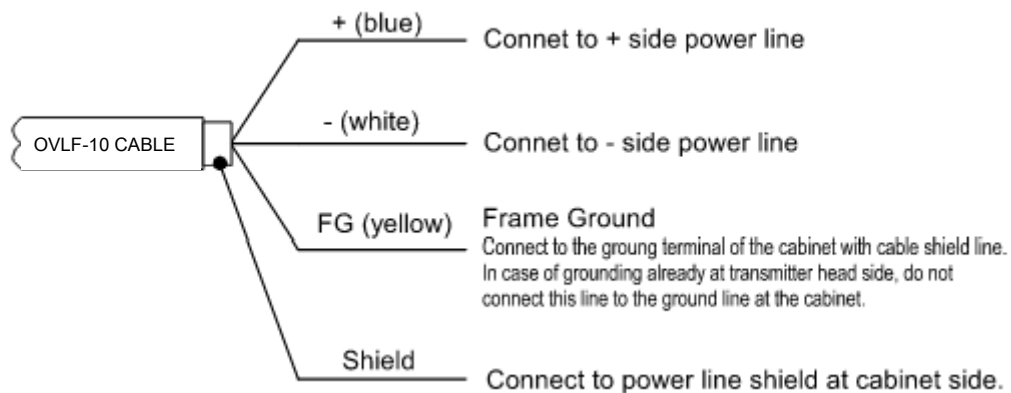 + (blue)
Connet to + side power line
- (white)
OVLF-10 CABLE
Connet to - side power line
FG (yellow)
Frame Ground
Connect to the groung terminal of the cabinet with cable shield line.
In case of grounding already at transmitter head side, do not
connect this line to the ground line at the cabinet.
Shield
Connect to power line shield at cabinet side.